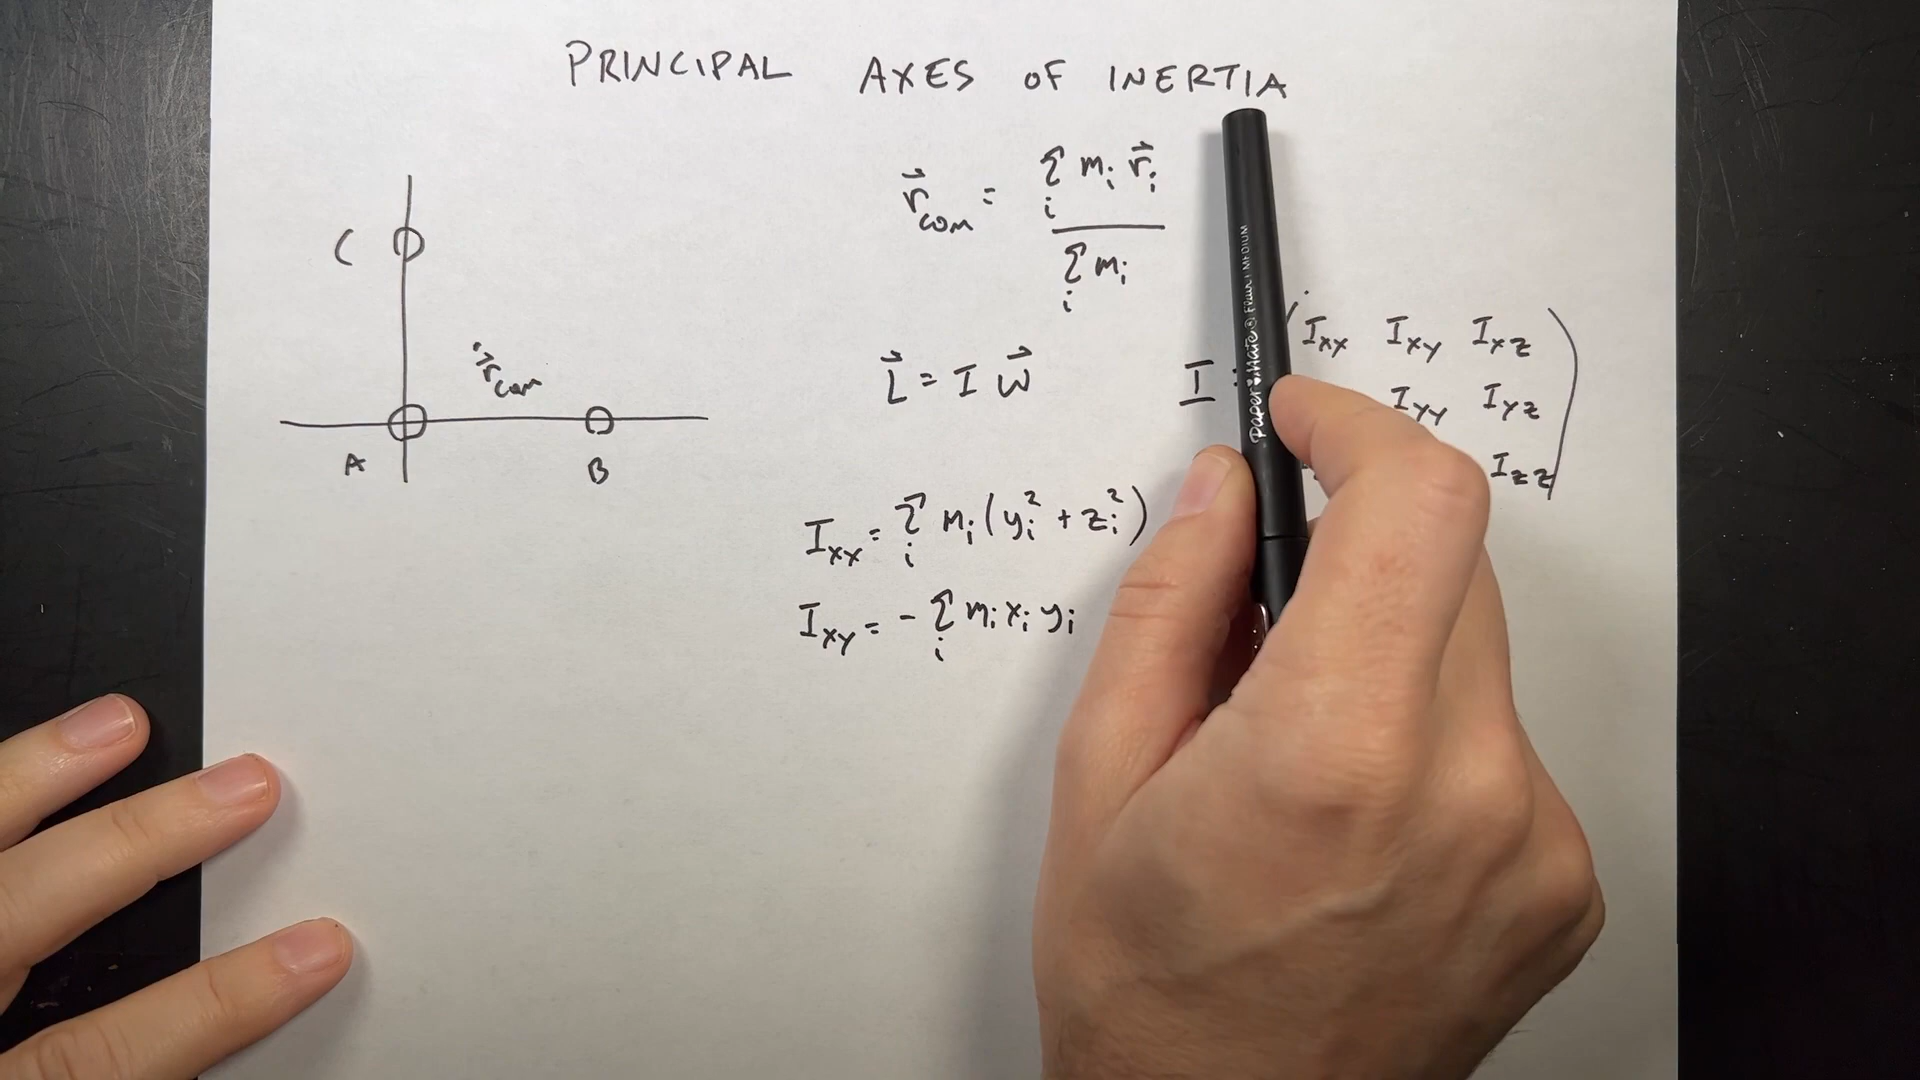 PRINCIPAL AXES OF INERTIA
r⃗com = Σi mi r⃗i
Σi mi
C
r⃗com
A B
L⃗ = I ω⃗
I :
Ixx Ixy Ixz
Iyy Iyz
Izz
Ixx = Σi mi (yi² + zi²)
Ixy = - Σi mi xi yi
Paper Mate® Flair MEDIUM